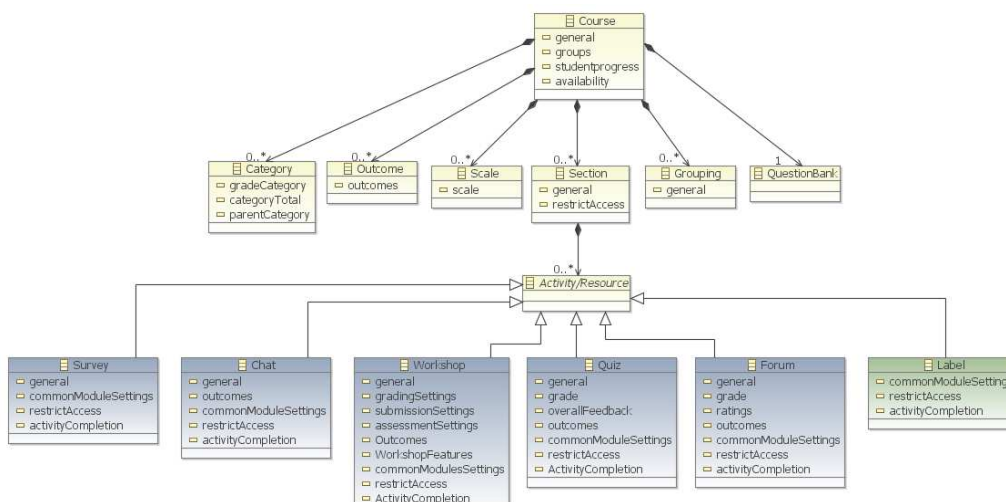 Course
general
groups
studentprogress
availability
0..*
0..*
0..*
0..*
0..*
1
Category
gradeCategory
categoryTotal
parentCategory
Outcome
outcomes
Scale
scale
Section
general
restrictAccess
Grouping
general
QuestionBank
0..*
Activity/Resource
Survey
general
commonModuleSettings
restrictAccess
activityCompletion
Chat
general
outcomes
commonModuleSettings
restrictAccess
activityCompletion
Workshop
general
gradingSettings
submissionSettings
assessmentSettings
Outcomes
WorkshopFeatures
commonModulesSettings
restrictAccess
ActivityCompletion
Quiz
general
grade
overallFeedback
outcomes
commonModuleSettings
restrictAccess
ActivityCompletion
Forum
general
grade
ratings
outcomes
commonModuleSettings
restrictAccess
activityCompletion
Label
commonModuleSetting
restrictAccess
activityCompletion